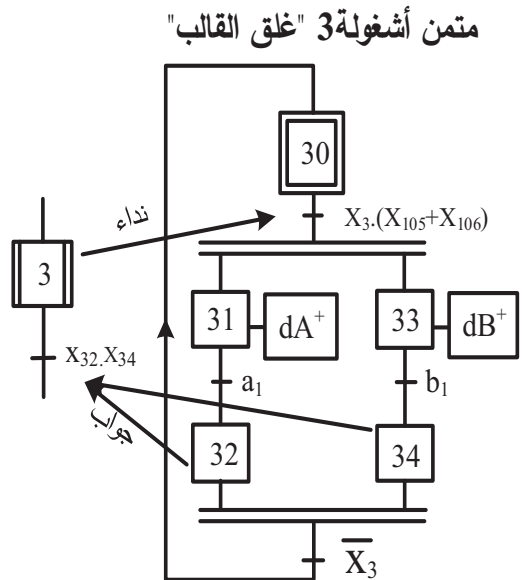 متمن أشغولة3 "غلق القالب"
30
نداء
X₃.(X₁₀₅+X₁₀₆)
3
31
dA⁺
33
dB⁺
X₃₂.X₃₄
a₁
b₁
جواب
32
34
X̅₃